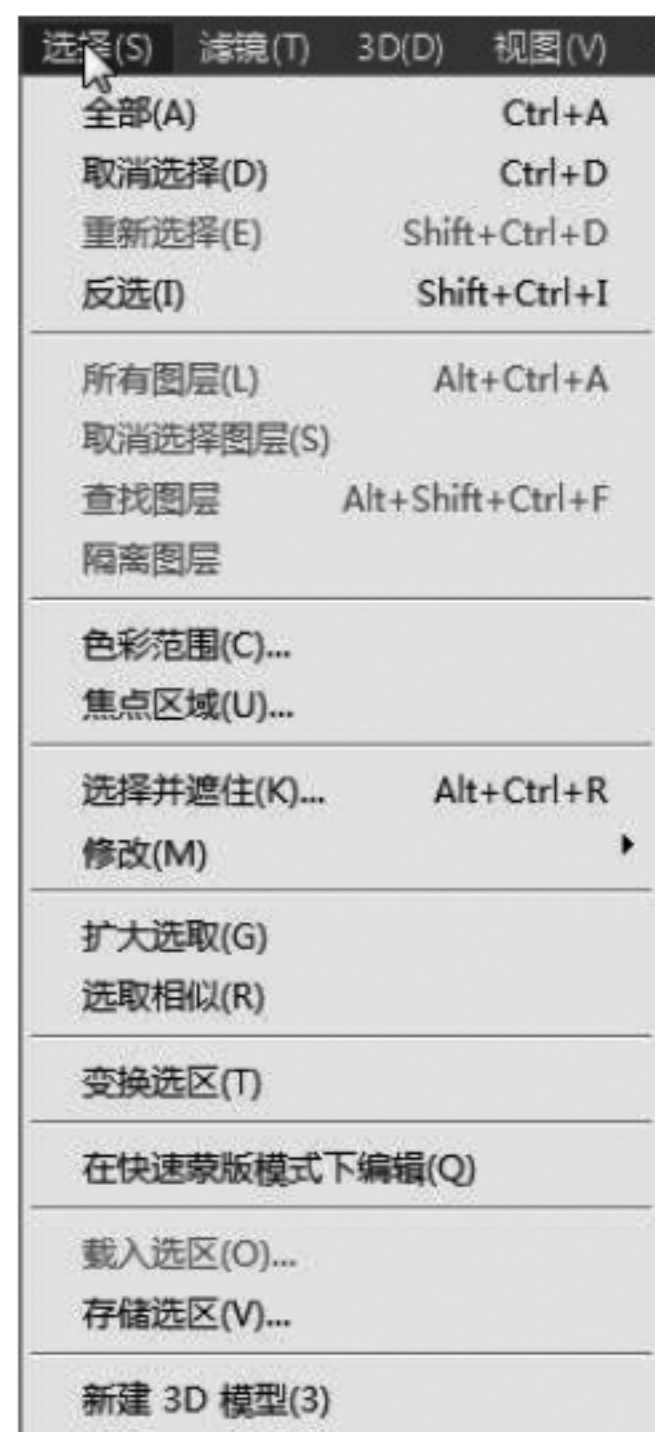 选择(S) 滤镜(T) 3D(D) 视图(V)
全部(A) Ctrl+A
取消选择(D) Ctrl+D
重新选择(E) Shift+Ctrl+D
反选(I) Shift+Ctrl+I
所有图层(L) Alt+Ctrl+A
取消选择图层(S)
查找图层 Alt+Shift+Ctrl+F
隔离图层
色彩范围(C)...
焦点区域(U)...
选择并遮住(K)... Alt+Ctrl+R
修改(M)
扩大选取(G)
选取相似(R)
变换选区(T)
在快速蒙版模式下编辑(Q)
载入选区(O)...
存储选区(V)...
新建 3D 模型(3)